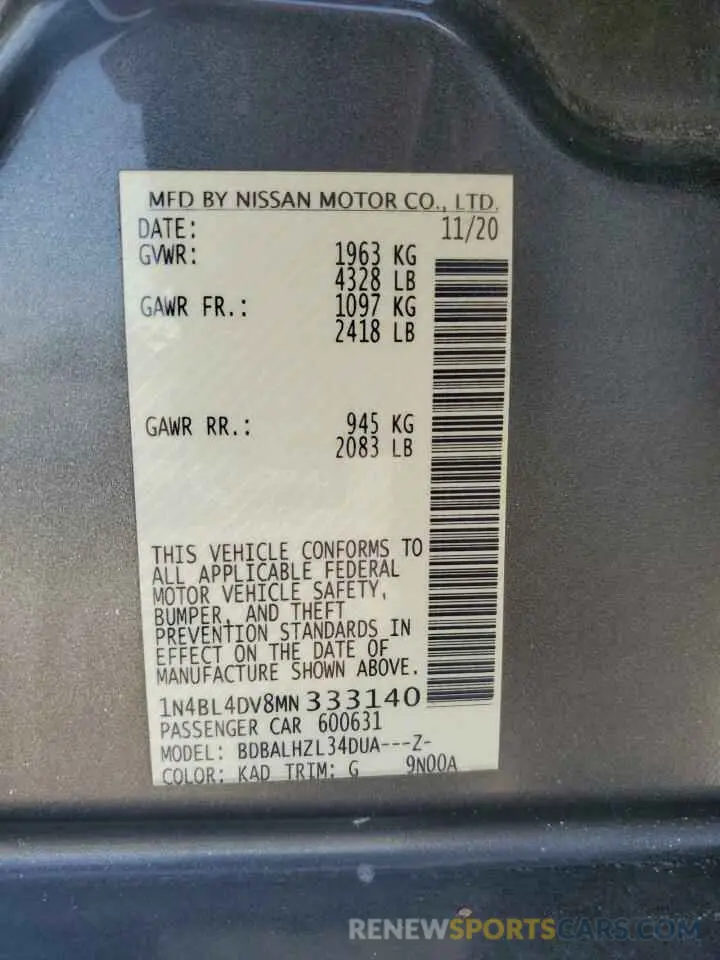 MFD BY NISSAN MOTOR CO., LTD.
DATE: 11/20
GVWR: 1963 KG
4328 LB
GAWR FR.: 1097 KG
2418 LB
GAWR RR.: 945 KG
2083 LB
THIS VEHICLE CONFORMS TO
ALL APPLICABLE FEDERAL
MOTOR VEHICLE SAFETY,
BUMPER, AND THEFT
PREVENTION STANDARDS IN
EFFECT ON THE DATE OF
MANUFACTURE SHOWN ABOVE.
1N4BL4DV8MN 333140
PASSENGER CAR 600631
MODEL: BDBALHZL34DUA---Z-
COLOR: KAD TRIM: G 9N00A
RENEWSPORTSCARS.COM